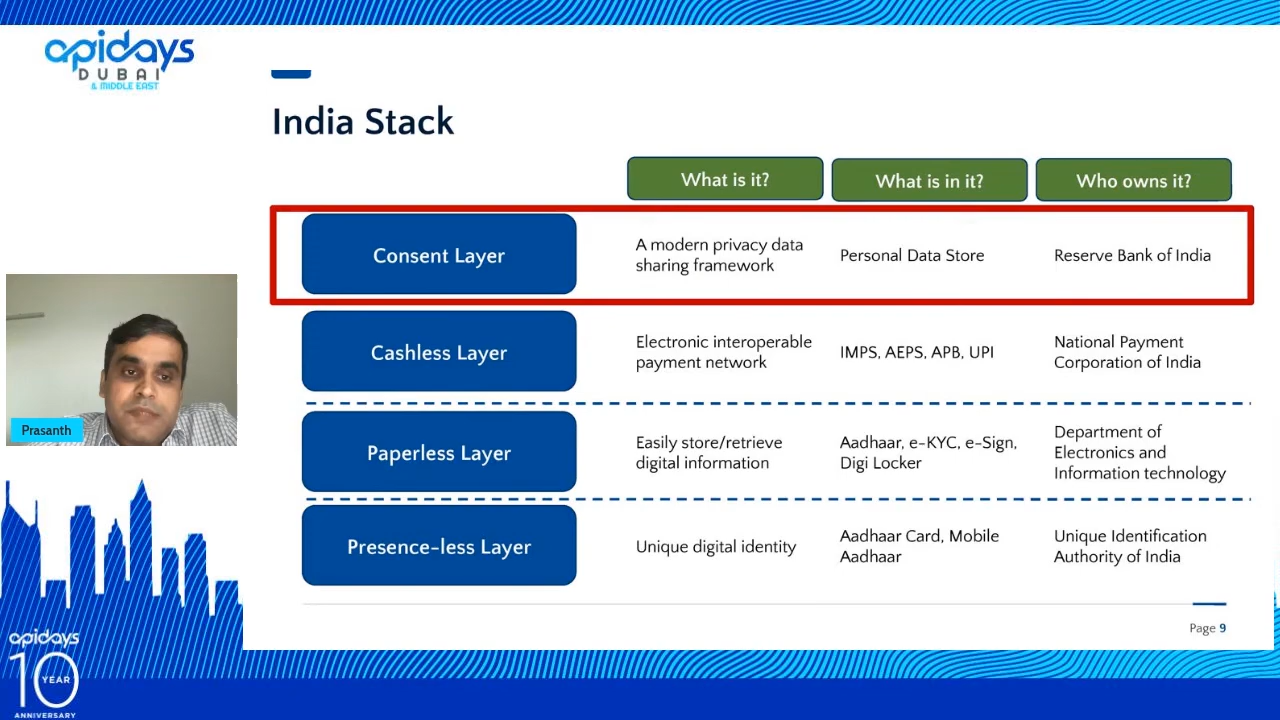 apidays
DUBAI
& MIDDLE EAST
India Stack
What is it?
What is in it?
Who owns it?
Consent Layer
A modern privacy data
sharing framework
Personal Data Store
Reserve Bank of India
Cashless Layer
Electronic interoperable
payment network
IMPS, AEPS, APB, UPI
National Payment
Corporation of India
Paperless Layer
Easily store/retrieve
digital information
Aadhaar, e-KYC, e-Sign,
Digi Locker
Department of
Electronics and
Information technology
Presence-less Layer
Unique digital identity
Aadhaar Card, Mobile
Aadhaar
Unique Identification
Authority of India
Page 9
Prasanth
apidays
10
YEAR
ANNIVERSARY